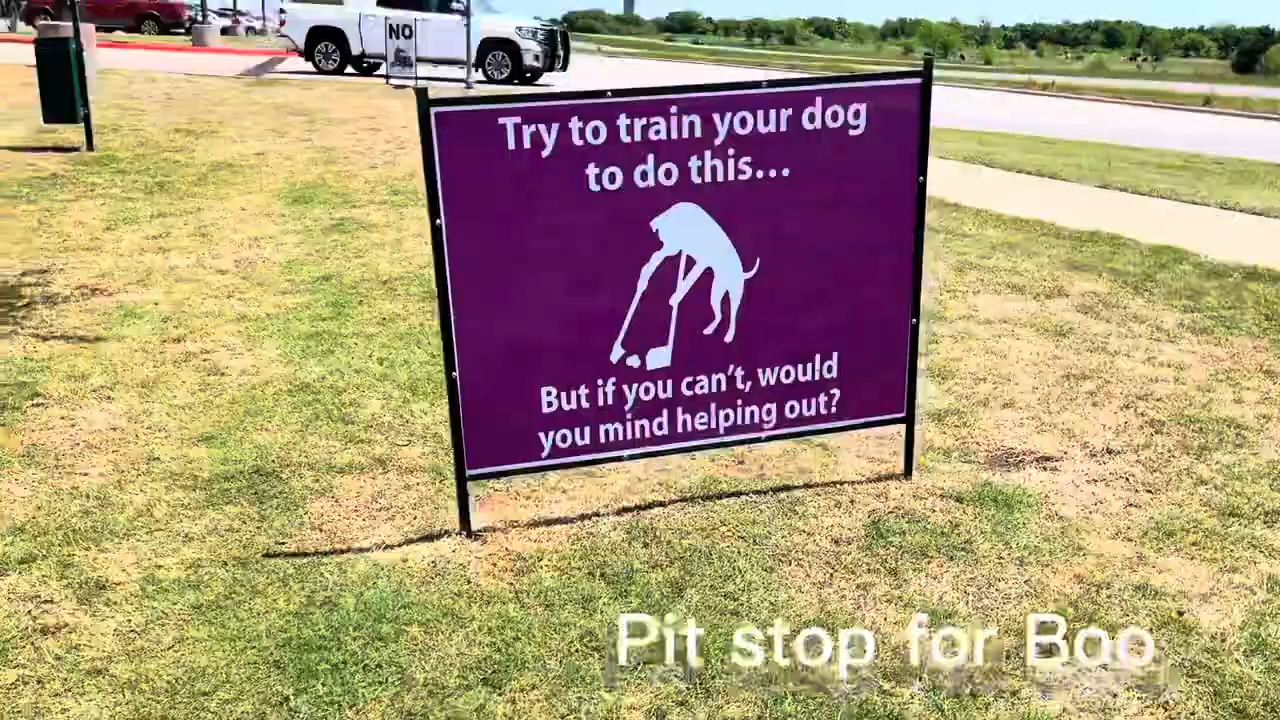 NO
Try to train your dog
to do this...
But if you can't, would
you mind helping out?
Pit stop for Boo